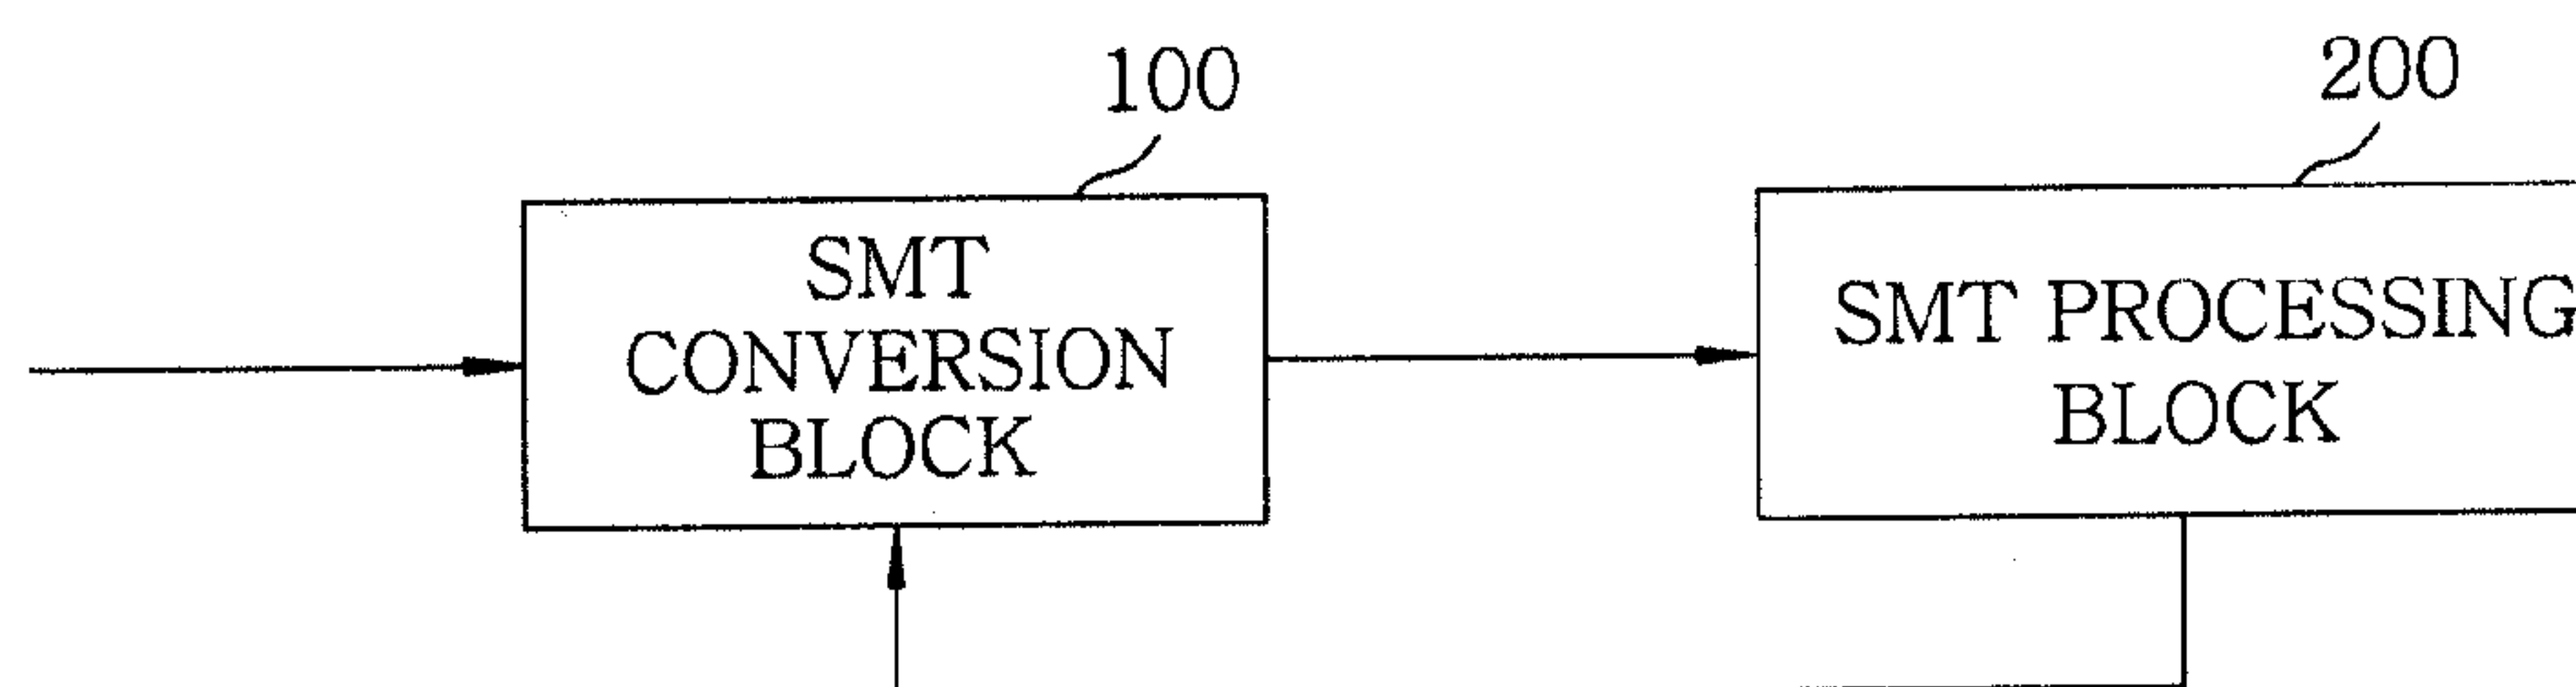 100
200
SMT
CONVERSION
BLOCK
SMT PROCESSING
BLOCK